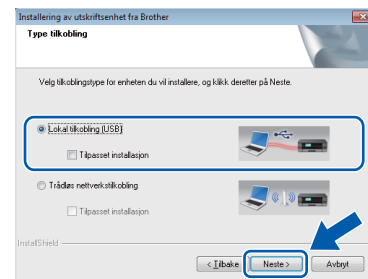 Installering av utskriftsenhet fra Brother
Type tilkobling
Velg tilkoblingstype for enheten du vil installere, og klikk deretter på Neste.
Lokal tilkobling (USB)
Tilpasset installasjon
Trådløs nettverkstilkobling
Tilpasset installasjon
InstallShield
< Tilbake
Neste >
Avbryt